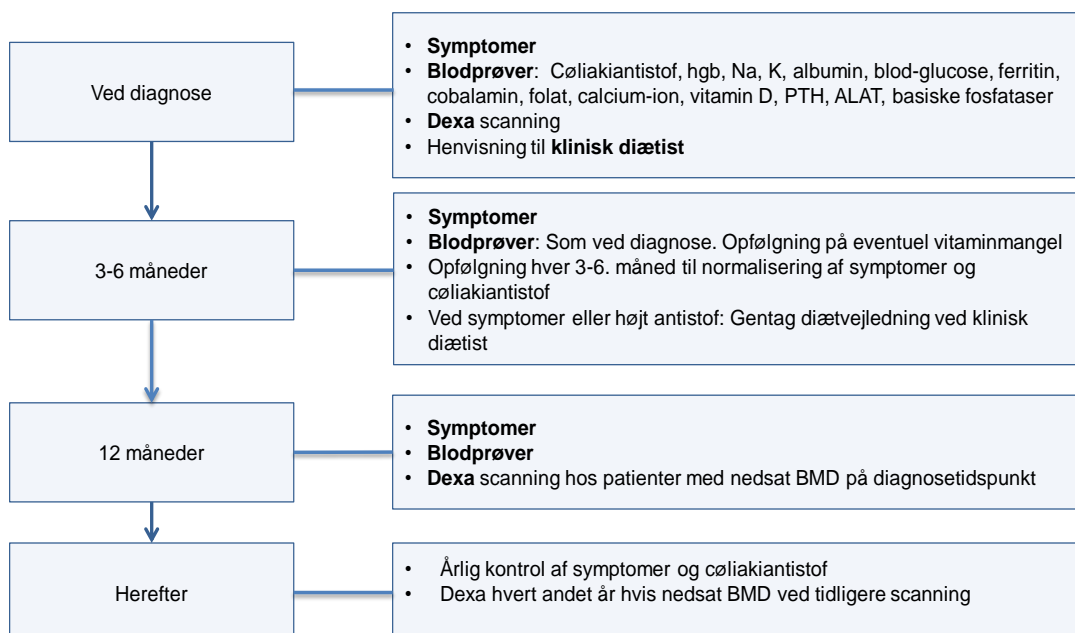 Ved diagnose
• Symptomer
• Blodprøver: Cøliakiantistof, hgb, Na, K, albumin, blod-glucose, ferritin,
cobalamin, folat, calcium-ion, vitamin D, PTH, ALAT, basiske fosfataser
• Dexa scanning
• Henvisning til klinisk diætist
3-6 måneder
• Symptomer
• Blodprøver: Som ved diagnose. Opfølgning på eventuel vitaminmangel
• Opfølgning hver 3-6. måned til normalisering af symptomer og
cøliakiantistof
• Ved symptomer eller højt antistof: Gentag diætvejledning ved klinisk
diætist
12 måneder
• Symptomer
• Blodprøver
• Dexa scanning hos patienter med nedsat BMD på diagnosetidspunkt
Herefter
• Årlig kontrol af symptomer og cøliakiantistof
• Dexa hvert andet år hvis nedsat BMD ved tidligere scanning